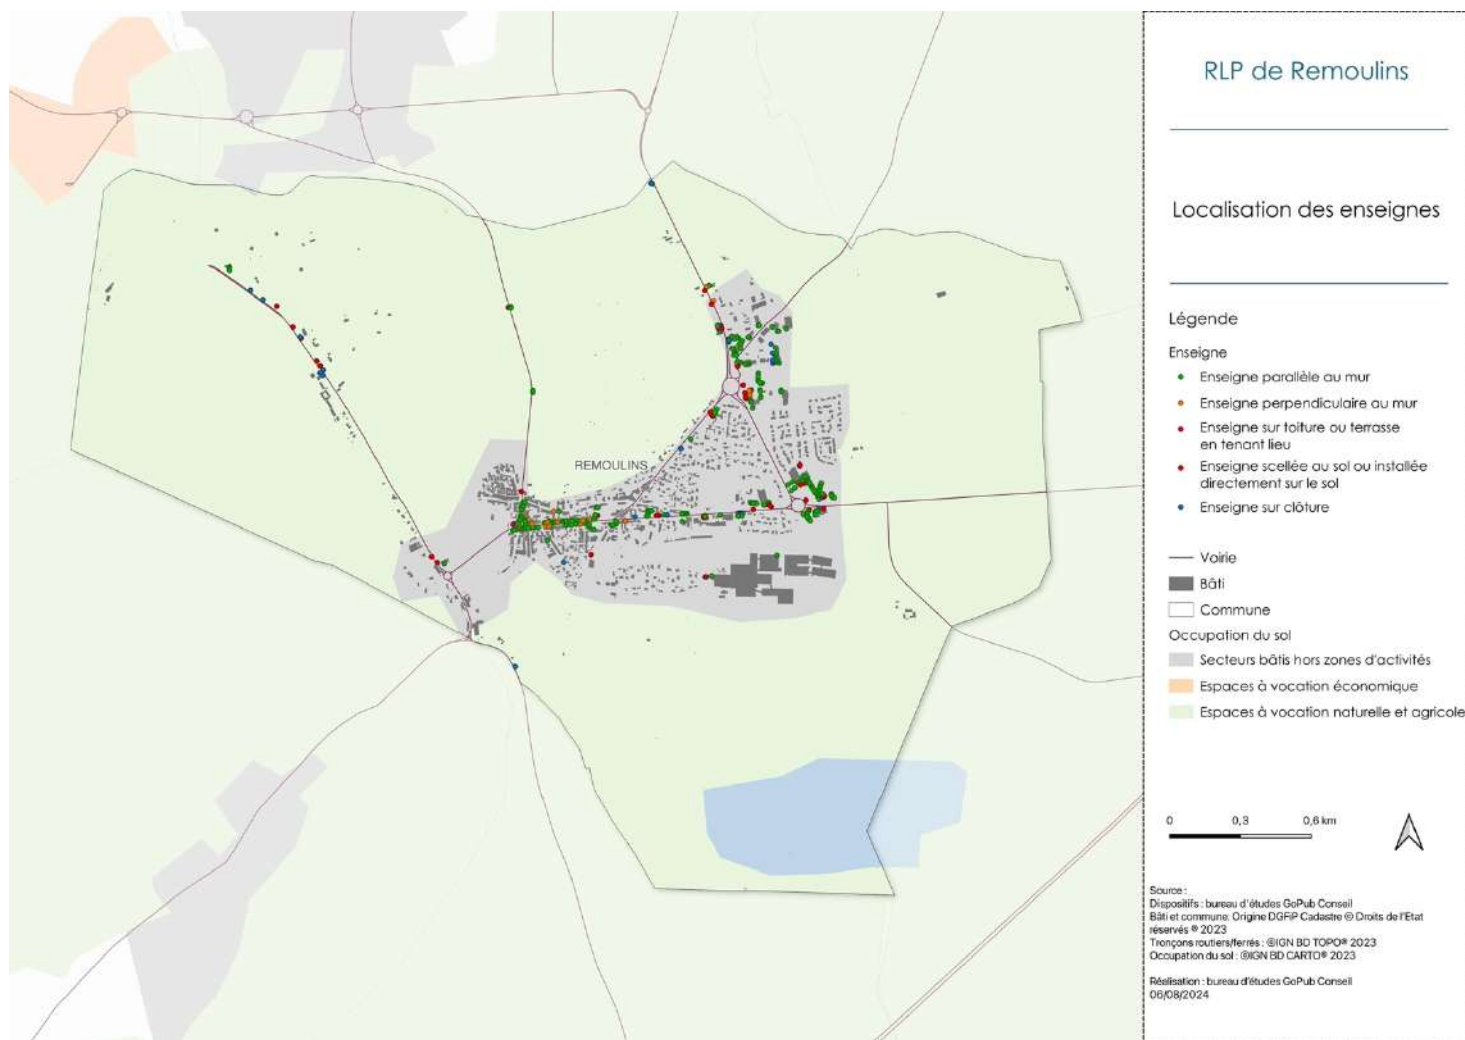 RLP de Remoulins
Localisation des enseignes
Légende
Enseigne
Enseigne parallèle au mur
Enseigne perpendiculaire au mur
Enseigne sur toiture ou terrasse
en tenant lieu
Enseigne scellée au sol ou installée
directement sur le sol
Enseigne sur clôture
Voirie
Bâti
Commune
Occupation du sol
Secteurs bâtis hors zones d'activités
Espaces à vocation économique
Espaces à vocation naturelle et agricole
0 0,3 0,6 km
Source :
Dispositifs : bureau d'études GoPub Conseil
Bâti et commune: Origine DGFiP Cadastre © Droits de l'Etat
réservés ® 2023
Tronçons routiers/ferrés : ©IGN BD TOPO® 2023
Occupation du sol : ©IGN BD CARTO® 2023
Réalisation : bureau d'études GoPub Conseil
06/08/2024
REMOULINS